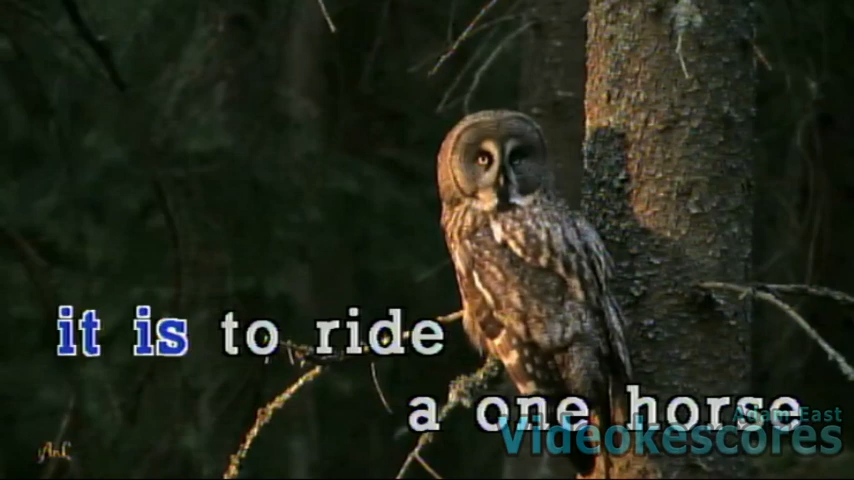 it is to ride
a one horse
Adam East
Videokescores